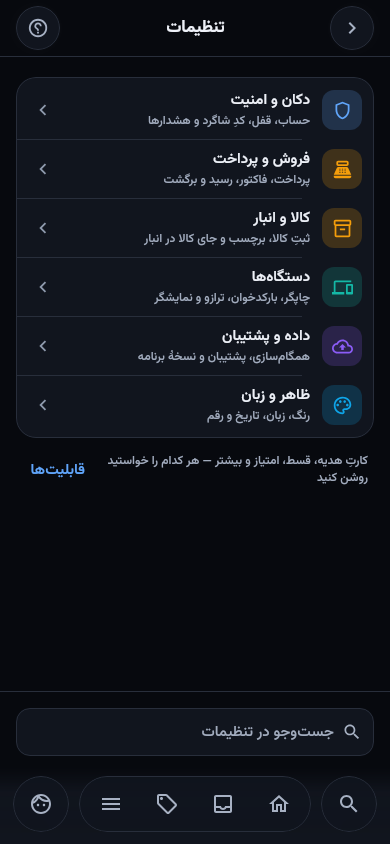 تنظیمات
دکان و امنیت
حساب، قفل، کدِ شاگرد و هشدارها
فروش و پرداخت
پرداخت، فاکتور، رسید و برگشت
کالا و انبار
ثبتِ کالا، برچسب و جای کالا در انبار
دستگاه‌ها
چاپگر، بارکدخوان، ترازو و نمایشگر
داده و پشتیبان
همگام‌سازی، پشتیبان و نسخهٔ برنامه
ظاهر و زبان
رنگ، زبان، تاریخ و رقم
کارتِ هدیه، قسط، امتیاز و بیشتر — هر کدام را خواستید
روشن کنید
قابلیت‌ها
جست‌وجو در تنظیمات